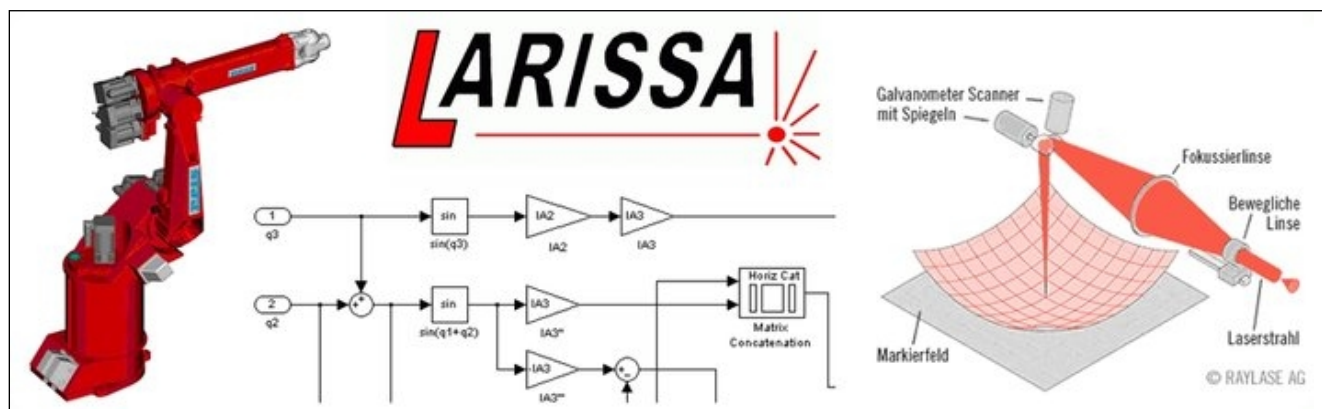 LARISSA
1
q3
sin
sin(q3)
IA2
IA2
IA3
IA3
2
q2
sin
sin(q1+q2)
IA3
IA3"
-IA3
IA3"'
Horiz Cat
Matrix
Concatenation
Galvanometer Scanner
mit Spiegeln
Fokussierlinse
Bewegliche
Linse
Laserstrahl
Markierfeld
© RAYLASE AG